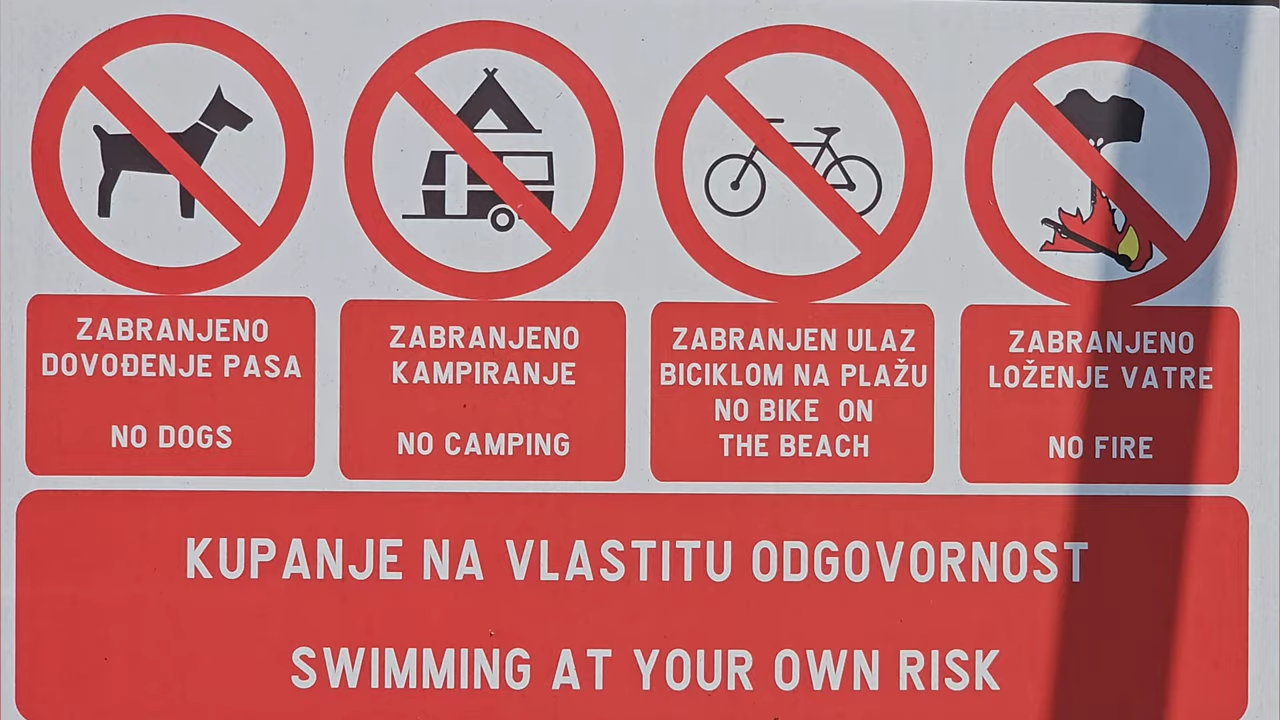 ZABRANJENO
DOVOĐENJE PASA
NO DOGS
ZABRANJENO
KAMPIRANJE
NO CAMPING
ZABRANJEN ULAZ
BICIKLOM NA PLAŽU
NO BIKE ON
THE BEACH
ZABRANJENO
LOŽENJE VATRE
NO FIRE
KUPANJE NA VLASTITU ODGOVORNOST
SWIMMING AT YOUR OWN RISK